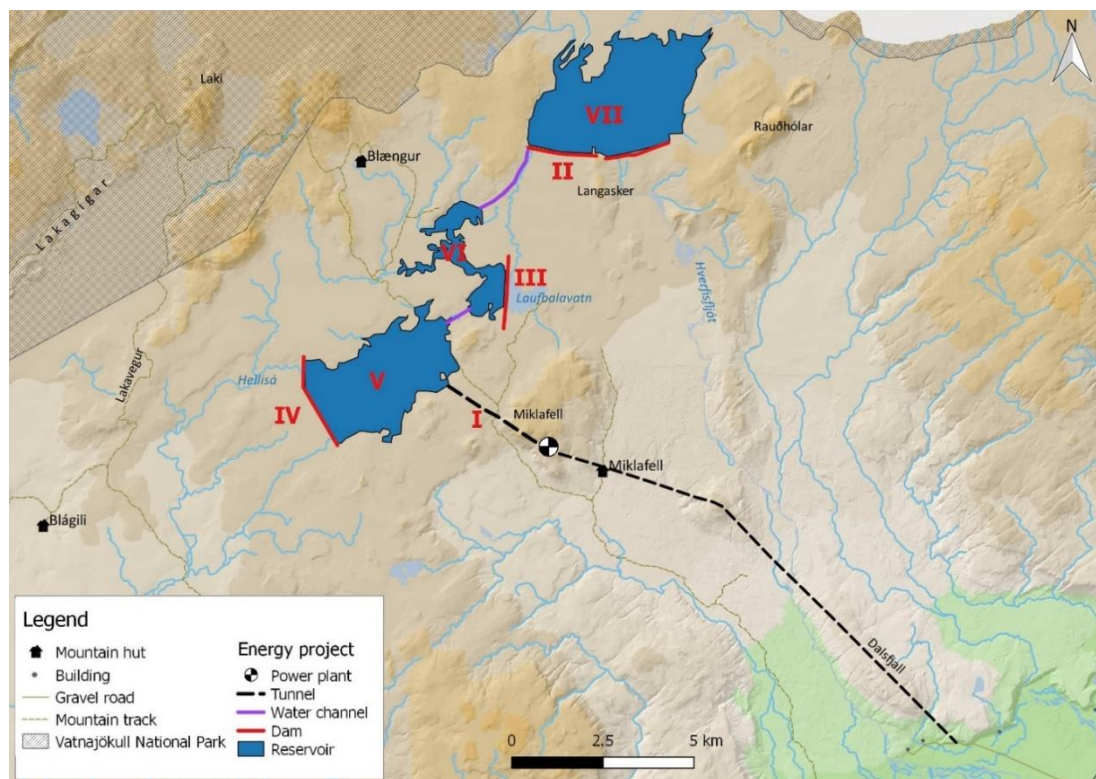 N
Laki
VII
Rauðhólar
Blængur
II
Langasker
Lakagígar
VI
III
Laufbalavatn
Hverfisfljót
Lakavegur
Hellisá
V
IV
I
Miklafell
Miklafell
Blágili
Dalsfjall
Legend
Mountain hut
Building
Gravel road
Mountain track
Vatnajökull National Park
Energy project
Power plant
Tunnel
Water channel
Dam
Reservoir
0 2.5 5 km